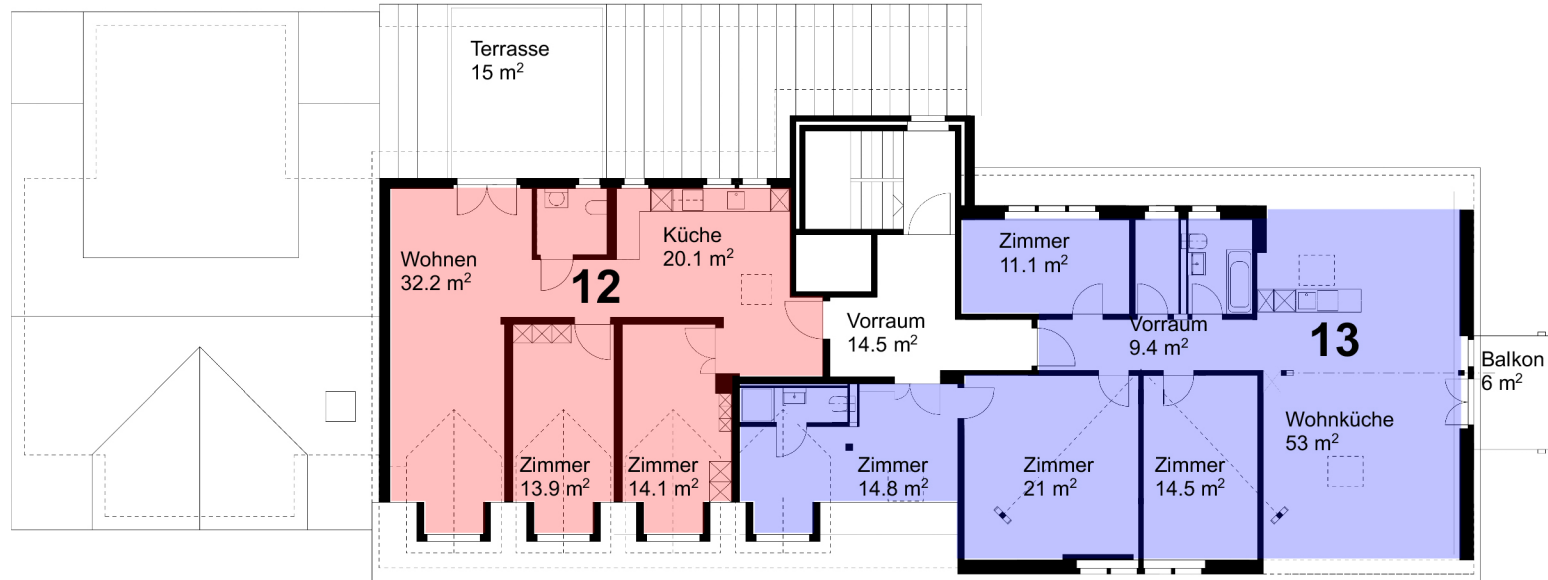 Terrasse
15 m²
Wohnen
32.2 m²
12
Küche
20.1 m²
Zimmer
13.9 m²
Zimmer
14.1 m²
Vorraum
14.5 m²
Zimmer
11.1 m²
Vorraum
9.4 m²
13
Balkon
6 m²
Wohnküche
53 m²
Zimmer
14.8 m²
Zimmer
21 m²
Zimmer
14.5 m²